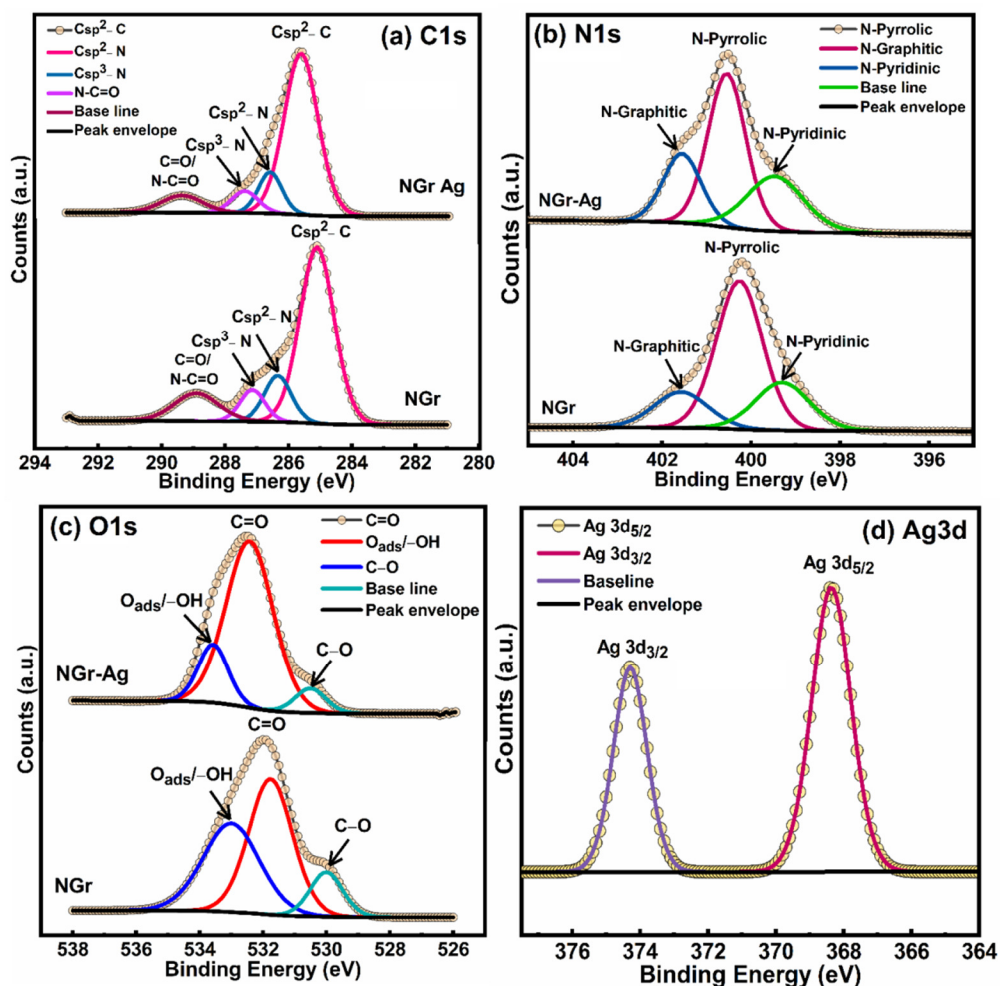 (a) C1s
Csp²– C
Csp²– N
Csp³– N
N-C=O
Base line
Peak envelope
Csp²– C
Csp²– N
Csp³– N
C=O/
N-C=O
NGr Ag
Csp²– C
Csp²– N
Csp³– N
C=O/
N-C=O
NGr
Counts (a.u.)
294 292 290 288 286 284 282 280
Binding Energy (eV)
(b) N1s
N-Pyrrolic
N-Graphitic
N-Pyridinic
Base line
Peak envelope
N-Pyrrolic
N-Graphitic
N-Pyridinic
NGr-Ag
N-Pyrrolic
N-Graphitic
N-Pyridinic
NGr
Counts (a.u.)
404 402 400 398 396
Binding Energy (eV)
(c) O1s
C=O
Oads/–OH
C–O
Base line
Peak envelope
C=O
Oads/–OH
C–O
NGr-Ag
C=O
Oads/–OH
C–O
NGr
Counts (a.u.)
538 536 534 532 530 528 526
Binding Energy (eV)
(d) Ag3d
Ag 3d5/2
Ag 3d3/2
Baseline
Peak envelope
Ag 3d5/2
Ag 3d3/2
Counts (a.u.)
376 374 372 370 368 366 364
Binding Energy (eV)